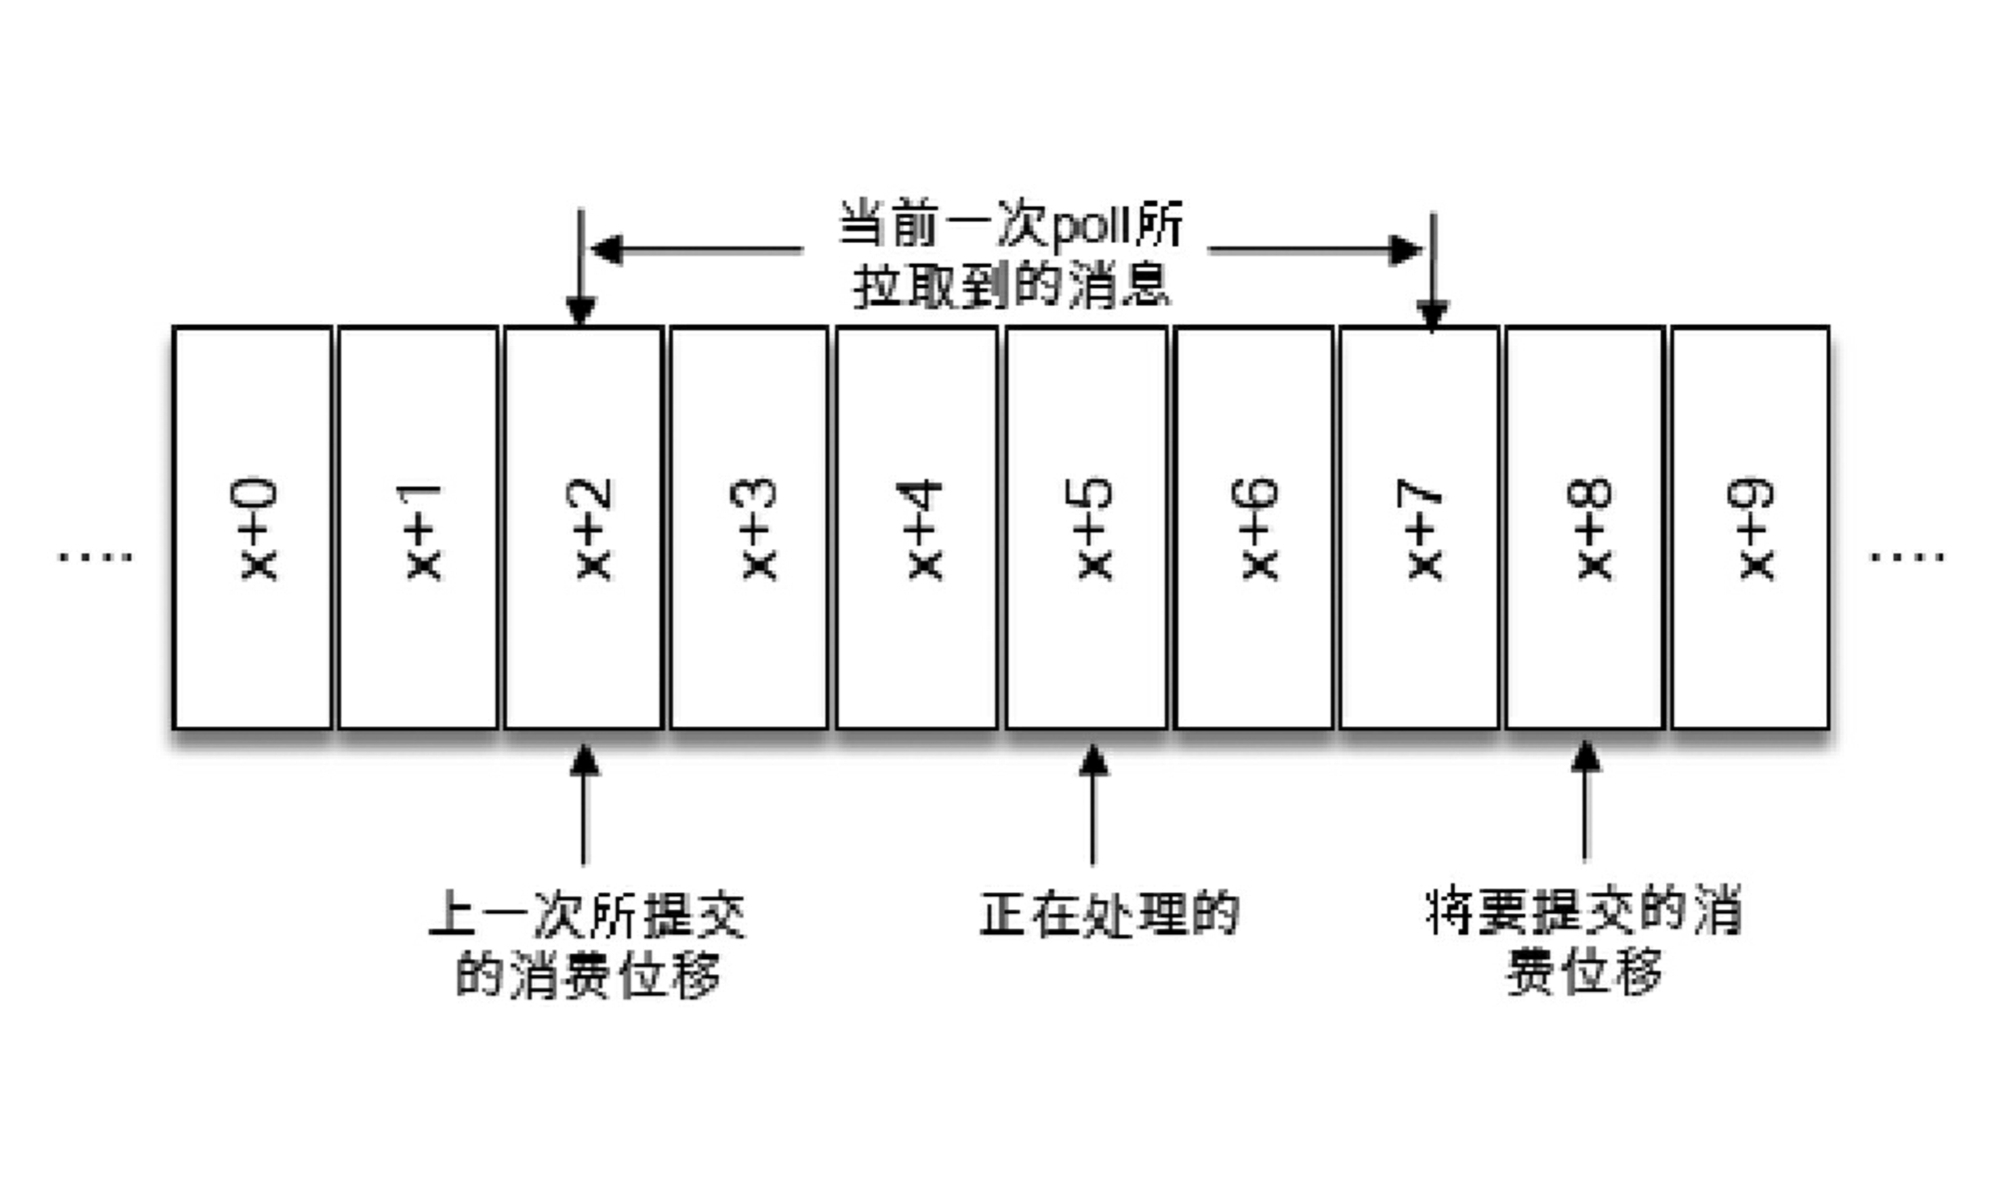 当前一次poll所
拉取到的消息
x+0
x+1
x+2
x+3
x+4
x+5
x+6
x+7
x+8
x+9
....
....
上一次所提交
的消费位移
正在处理的
将要提交的消
费位移